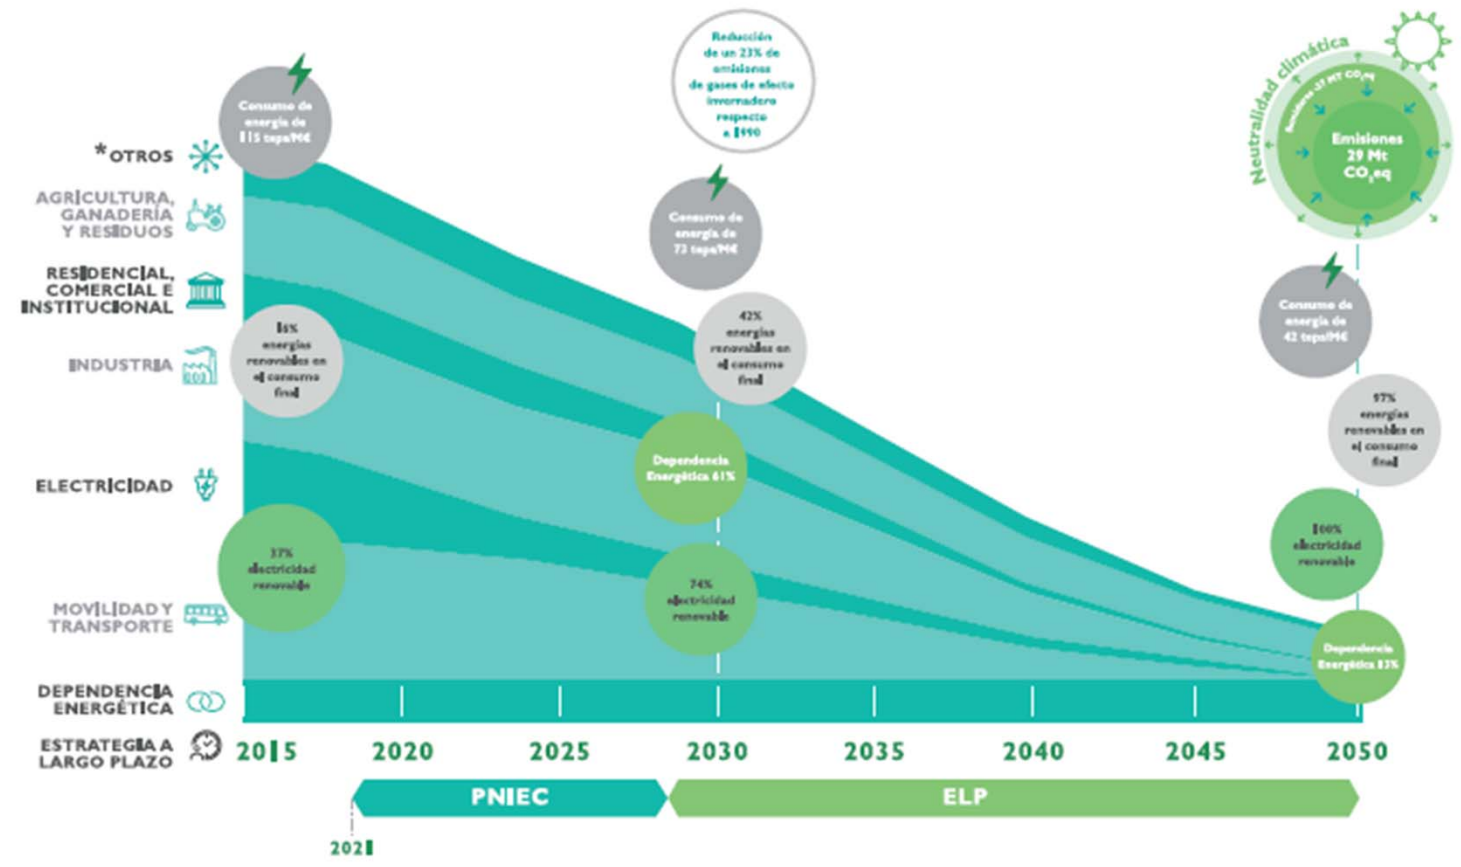 Consumo de
energía de
115 tepa/M€
Reducción
de un 23% de
emisiones
de gases de efecto
invernadero
respecto
a 1990
Neutralidad climática
Sumideros -37 MT CO₂eq
Emisiones
29 Mt
CO₂eq
*OTROS
AGRICULTURA,
GANADERÍA
Y RESIDUOS
RESIDENCIAL,
COMERCIAL E
INSTITUCIONAL
INDUSTRIA
ELECTRICIDAD
MOVILIDAD Y
TRANSPORTE
DEPENDENCIA
ENERGÉTICA
ESTRATEGIA A
LARGO PLAZO
16%
energías
renovables en
el consumo
final
37%
electricidad
renovable
Consumo de
energía de
73 tepa/M€
42%
energías
renovables en
el consumo
final
Dependencia
Energética 61%
74%
electricidad
renovable
Consumo de
energía de
42 tepa/M€
97%
energías
renovables en
el consumo
final
100%
electricidad
renovable
Dependencia
Energética 13%
2015 2020 2025 2030 2035 2040 2045 2050
PNIEC ELP
2021